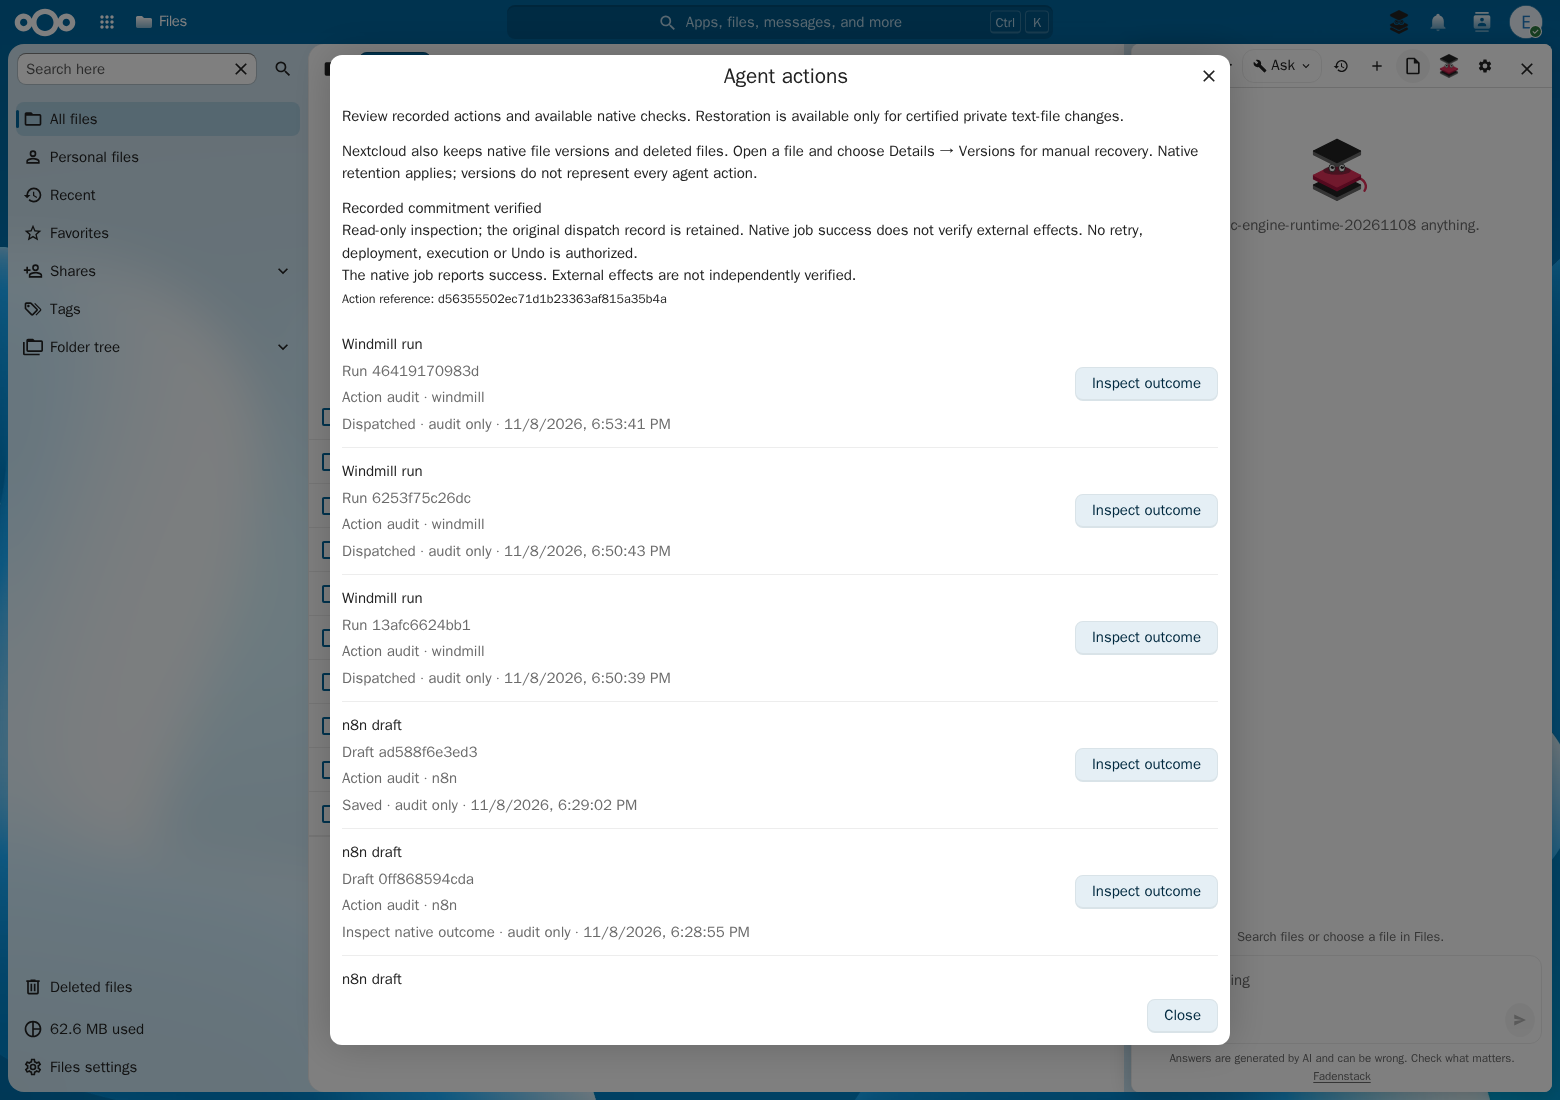 Files
Apps, files, messages, and more
Ctrl
K
E
Search here
All files
Personal files
Recent
Favorites
Shares
Tags
Folder tree
Deleted files
62.6 MB used
Files settings
Agent actions
Review recorded actions and available native checks. Restoration is available only for certified private text-file changes.
Nextcloud also keeps native file versions and deleted files. Open a file and choose Details → Versions for manual recovery. Native
retention applies; versions do not represent every agent action.
Recorded commitment verified
Read-only inspection; the original dispatch record is retained. Native job success does not verify external effects. No retry,
deployment, execution or Undo is authorized.
The native job reports success. External effects are not independently verified.
Action reference: d56355502ec71d1b23363af815a35b4a
Windmill run
Run 46419170983d
Action audit · windmill
Dispatched · audit only · 11/8/2026, 6:53:41 PM
Inspect outcome
Windmill run
Run 6253f75c26dc
Action audit · windmill
Dispatched · audit only · 11/8/2026, 6:50:43 PM
Inspect outcome
Windmill run
Run 13afc6624bb1
Action audit · windmill
Dispatched · audit only · 11/8/2026, 6:50:39 PM
Inspect outcome
n8n draft
Draft ad588f6e3ed3
Action audit · n8n
Saved · audit only · 11/8/2026, 6:29:02 PM
Inspect outcome
n8n draft
Draft 0ff868594cda
Action audit · n8n
Inspect native outcome · audit only · 11/8/2026, 6:28:55 PM
Inspect outcome
n8n draft
Close
Ask
c-engine-runtime-20261108 anything.
Search files or choose a file in Files.
ing
Answers are generated by AI and can be wrong. Check what matters.
Fadenstack